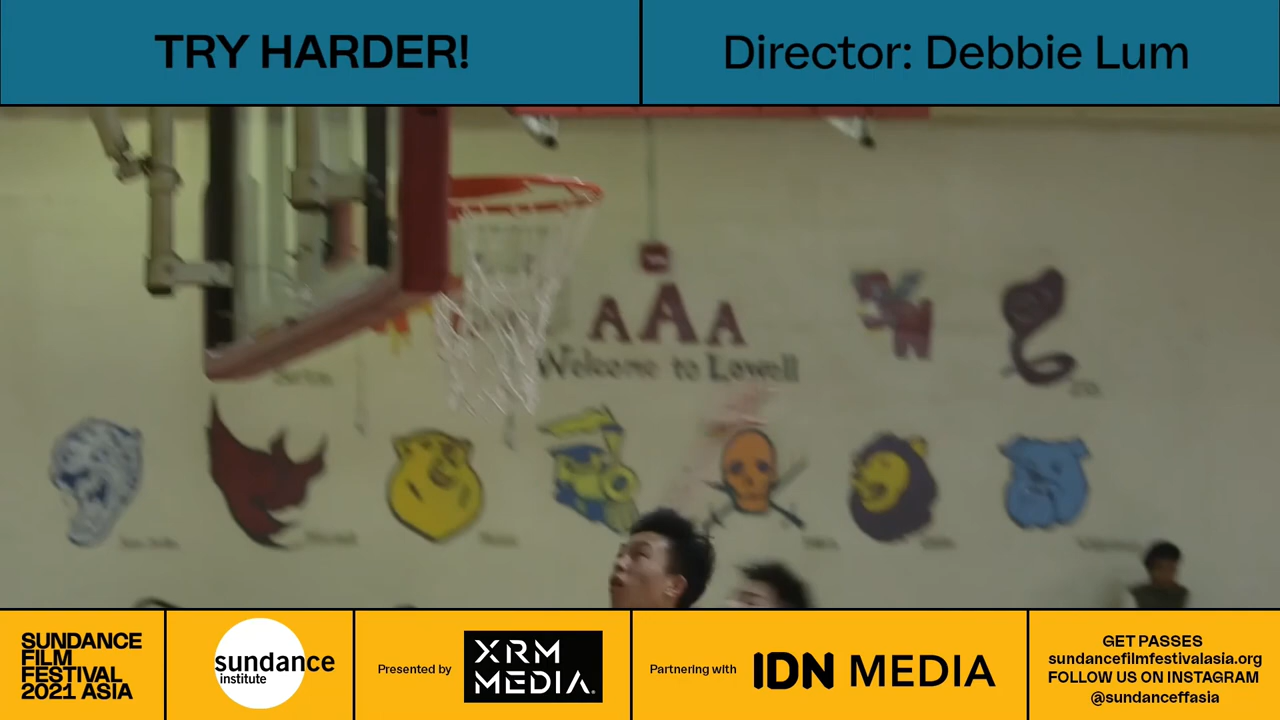 TRY HARDER!
Director: Debbie Lum
AAA
Welcome to Lowell
SUNDANCE
FILM
FESTIVAL
2021 ASIA
sundance
institute
Presented by
XRM
MEDIA
Partnering with
IDN MEDIA
GET PASSES
sundancefilmfestivalasia.org
FOLLOW US ON INSTAGRAM
@sundanceffasia